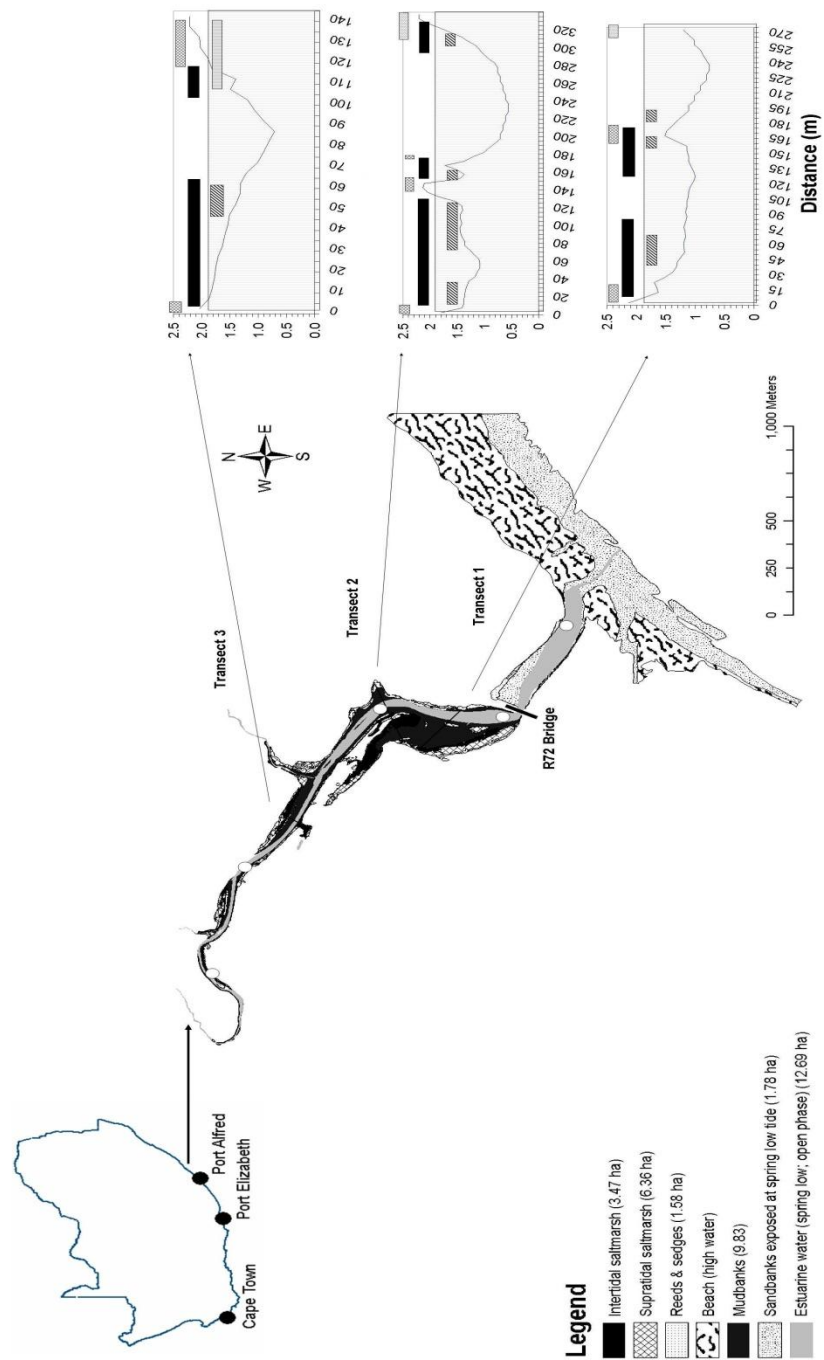 Cape Town
Port Elizabeth
Port Alfred
Transect 3
Transect 2
Transect 1
R72 Bridge
N
W E
S
0 250 500 1,000 Meters
Legend
Intertidal saltmarsh (3.47 ha)
Supratidal saltmarsh (6.36 ha)
Reeds & sedges (1.58 ha)
Beach (high water)
Mudbanks (9.83)
Sandbanks exposed at spring low tide (1.78 ha)
Estuarine water (spring low; open phase) (12.69 ha)
2.5
2.0
1.5
1.0
0.5
0.0
0 10 20 30 40 50 60 70 80 90 100 110 120 130 140
2.5
2
1.5
1
0.5
0
0 20 40 60 80 100 120 140 160 180 200 220 240 260 280 300 320
2.5
2
1.5
1
0.5
0
0 15 30 45 60 75 90 105 120 135 150 165 180 195 210 225 240 255 270
Distance (m)